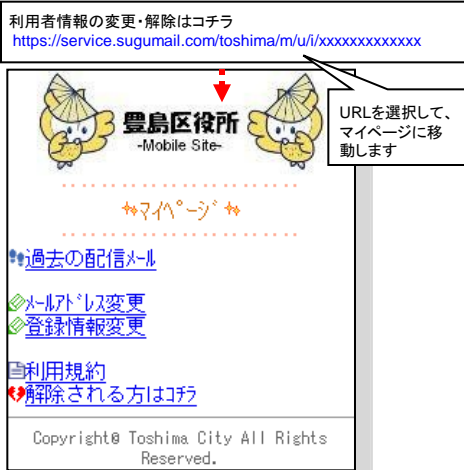 利用者情報の変更・解除はコチラ
https://service.sugumail.com/toshima/m/u/i/xxxxxxxxxxxxx
URLを選択して、
マイページに移
動します
豊島区役所
-Mobile Site-
ﾏｲﾍﾟｰｼﾞ
過去の配信ﾒｰﾙ
ﾒｰﾙｱﾄﾞﾚｽ変更
登録情報変更
利用規約
解除される方はｺﾁﾗ
Copyright@ Toshima City All Rights
Reserved.